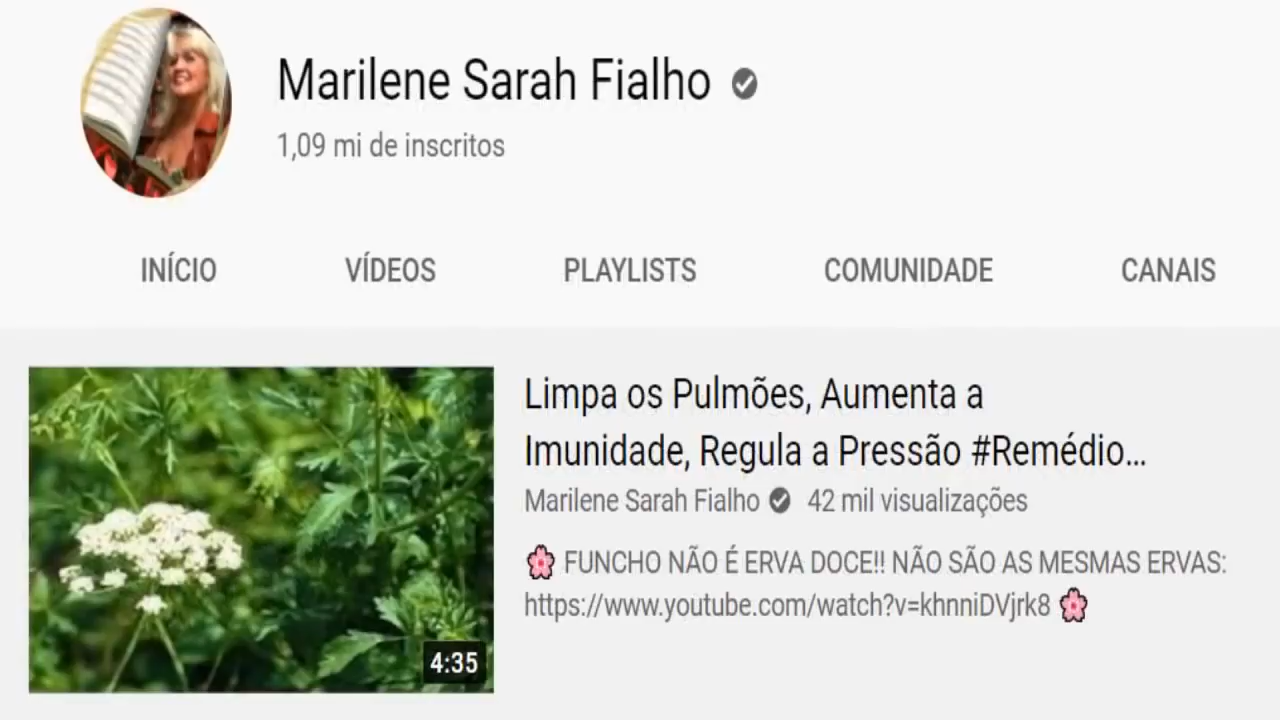 Marilene Sarah Fialho
1,09 mi de inscritos
INÍCIO VÍDEOS PLAYLISTS COMUNIDADE CANAIS
Limpa os Pulmões, Aumenta a
Imunidade, Regula a Pressão #Remédio...
Marilene Sarah Fialho 42 mil visualizações
🌸 FUNCHO NÃO É ERVA DOCE!! NÃO SÃO AS MESMAS ERVAS:
https://www.youtube.com/watch?v=khnniDVjrk8 🌸
4:35